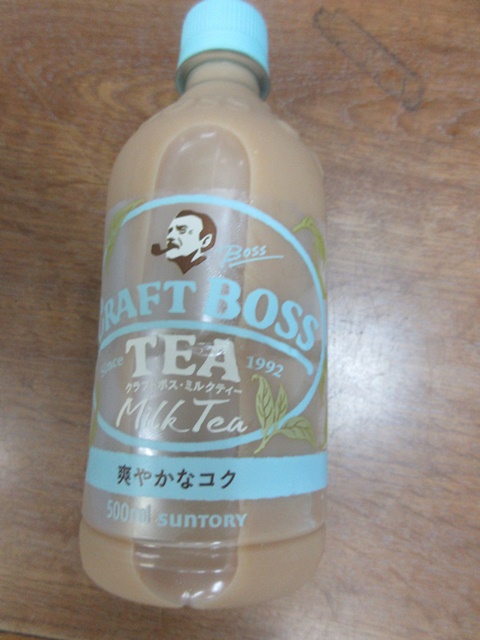 Boss
CRAFT BOSS
Since TEA 1992
クラフトボス・ミルクティー
Milk Tea
爽やかなコク
500ml SUNTORY